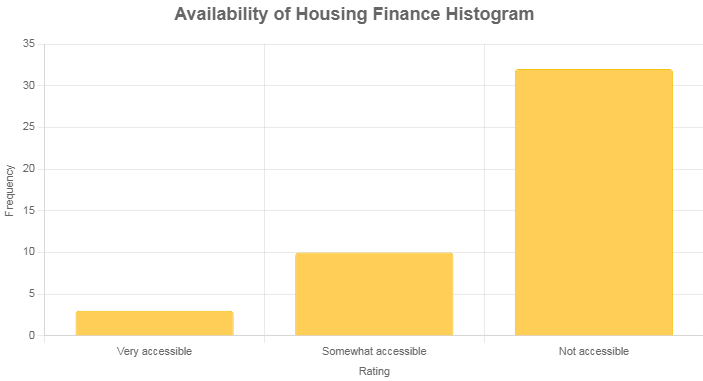 Availability of Housing Finance Histogram
35
30
25
20
15
10
5
0
Frequency
Very accessible
Somewhat accessible
Not accessible
Rating